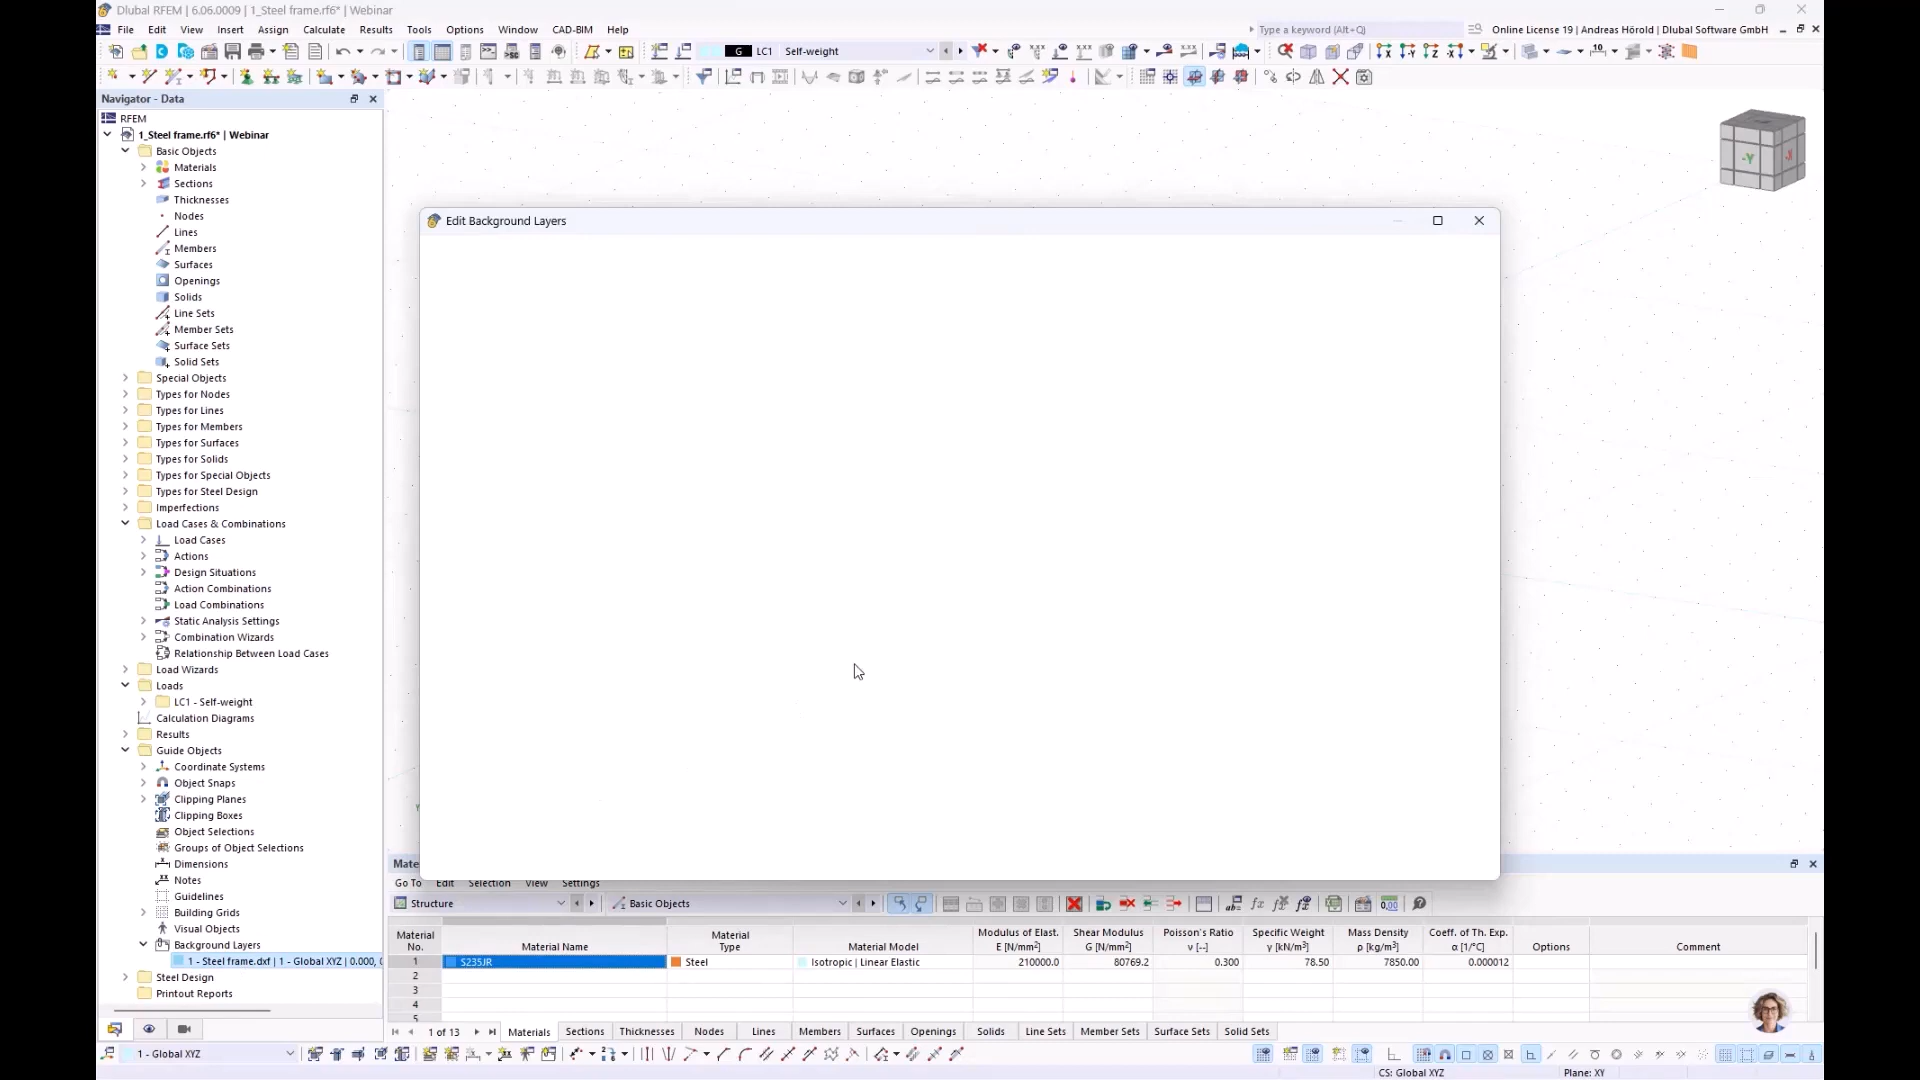 Dlubal RFEM | 6.06.0009 | 1_Steel frame.rf6* | Webinar
File Edit View Insert Assign Calculate Results Tools Options Window CAD-BIM Help
Type a keyword (Alt+Q)
Online License 19 | Andreas Hörold | Dlubal Software GmbH
G LC1 Self-weight
Navigator - Data
RFEM
1_Steel frame.rf6* | Webinar
Basic Objects
Materials
Sections
Thicknesses
Nodes
Lines
Members
Surfaces
Openings
Solids
Line Sets
Member Sets
Surface Sets
Solid Sets
Special Objects
Types for Nodes
Types for Lines
Types for Members
Types for Surfaces
Types for Solids
Types for Special Objects
Types for Steel Design
Imperfections
Load Cases & Combinations
Load Cases
Actions
Design Situations
Action Combinations
Load Combinations
Static Analysis Settings
Combination Wizards
Relationship Between Load Cases
Load Wizards
Loads
LC1 - Self-weight
Calculation Diagrams
Results
Guide Objects
Coordinate Systems
Object Snaps
Clipping Planes
Clipping Boxes
Object Selections
Groups of Object Selections
Dimensions
Notes
Guidelines
Building Grids
Visual Objects
Background Layers
1 - Steel frame.dxf | 1 - Global XYZ | 0.000, 0
Steel Design
Printout Reports
Edit Background Layers
-Y
Mate
Go To Edit Selection View Settings
Structure
Basic Objects
Material No.
Material Name
Material Type
Material Model
Modulus of Elast. E [N/mm²]
Shear Modulus G [N/mm²]
Poisson's Ratio ν [--]
Specific Weight γ [kN/m³]
Mass Density ρ [kg/m³]
Coeff. of Th. Exp. α [1/°C]
Options
Comment
1 S235JR Steel Isotropic | Linear Elastic 210000.0 80769.2 0.300 78.50 7850.00 0.000012
2
3
4
5
1 of 13
Materials Sections Thicknesses Nodes Lines Members Surfaces Openings Solids Line Sets Member Sets Surface Sets Solid Sets
1 - Global XYZ
CS: Global XYZ
Plane: XY